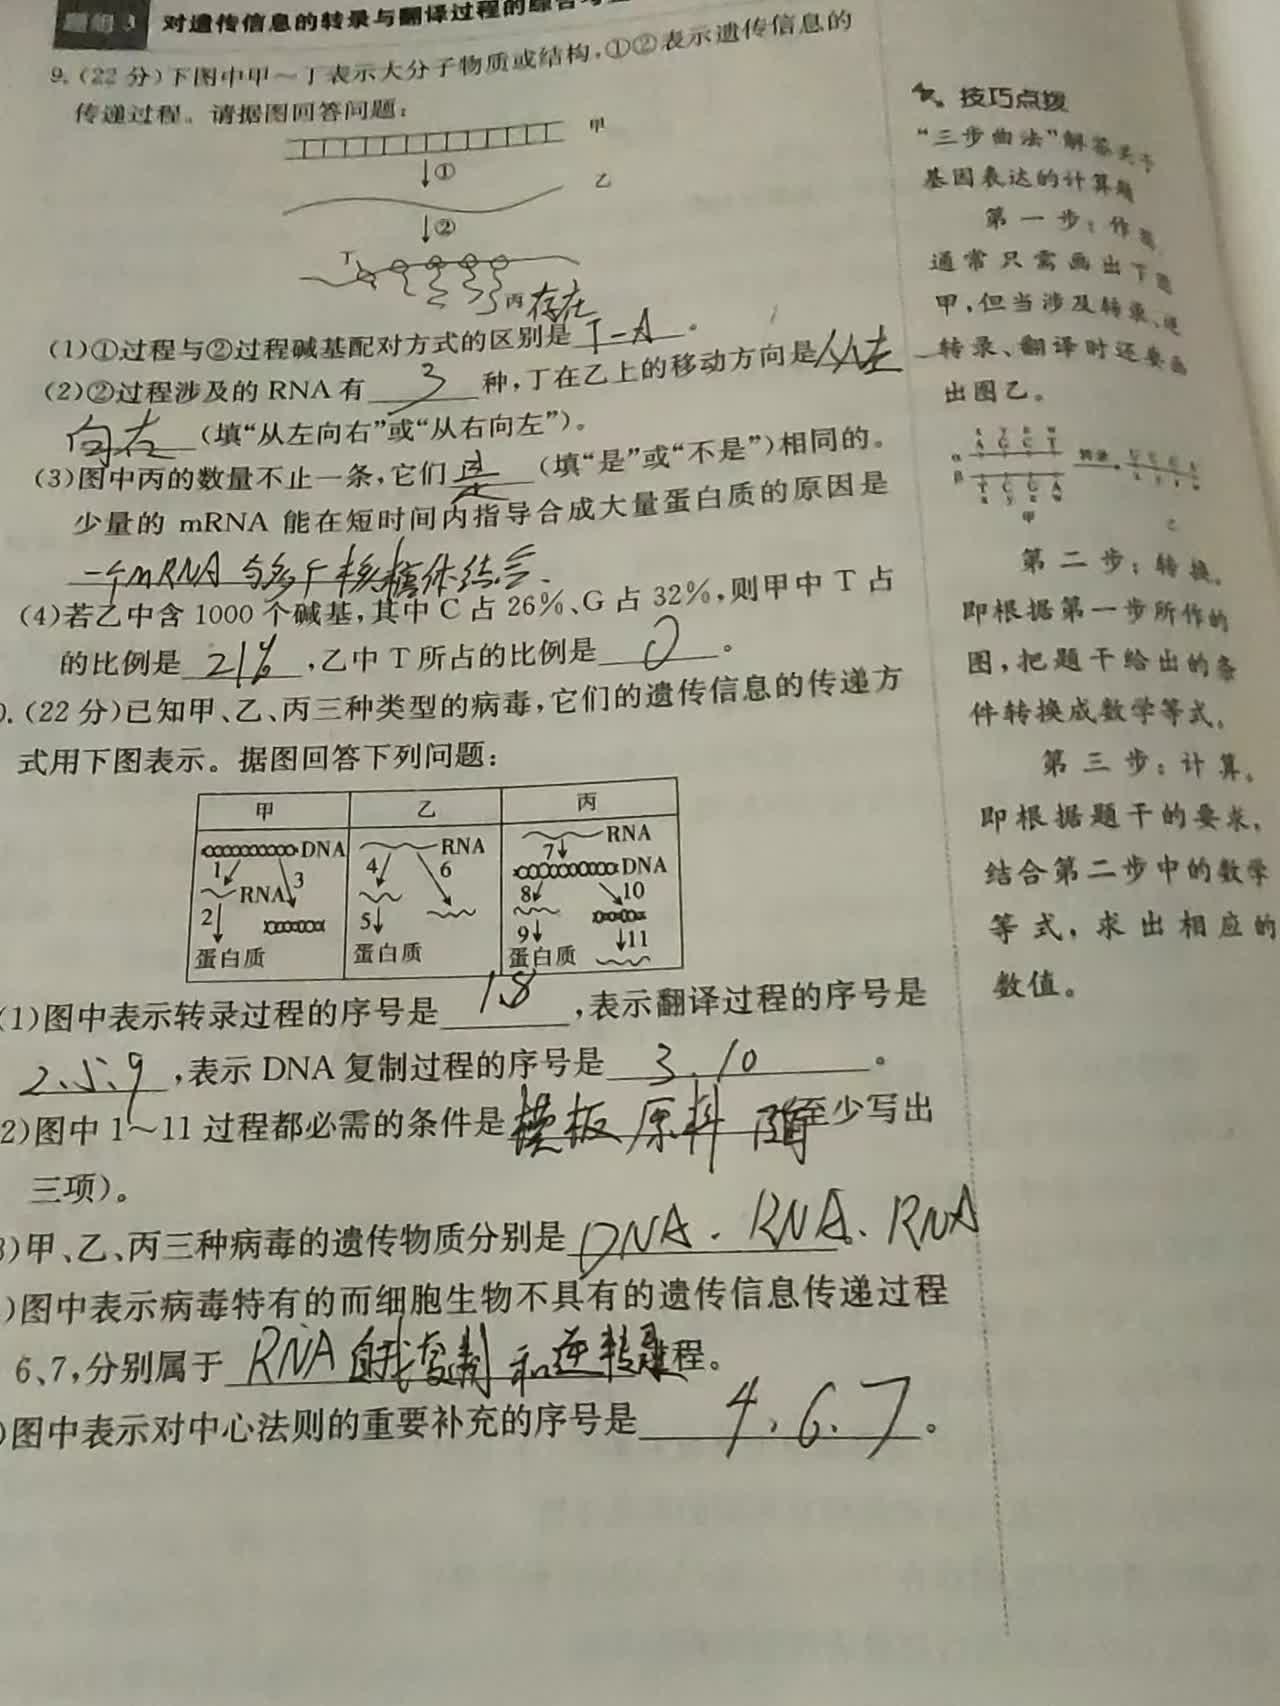 题组 3 对遗传信息的转录与翻译过程的综合考查
9. (22 分)下图中甲～丁表示大分子物质或结构,①②表示遗传信息的
传递过程。请据图回答问题:
甲
①
乙
②
丁
丙
存在
(1)①过程与②过程碱基配对方式的区别是 T-A 。
(2)②过程涉及的 RNA 有 3 种,丁在乙上的移动方向是 从左
向右 (填“从左向右”或“从右向左”)。
(3)图中丙的数量不止一条,它们 是 (填“是”或“不是”)相同的。
少量的 mRNA 能在短时间内指导合成大量蛋白质的原因是
一个mRNA 与多个核糖体结合.
(4)若乙中含 1000 个碱基,其中 C 占 26%、G 占 32%,则甲中 T 占
的比例是 21% ,乙中 T 所占的比例是 0 。
0. (22 分)已知甲、乙、丙三种类型的病毒,它们的遗传信息的传递方
式用下图表示。据图回答下列问题:
甲 乙 丙
DNA RNA RNA
1 3 4 6 7 DNA
RNA 8 10
2 5 9 11
蛋白质 蛋白质 蛋白质
(1)图中表示转录过程的序号是 1、8 ,表示翻译过程的序号是
2、5、9 ,表示 DNA 复制过程的序号是 3、10 。
2)图中 1～11 过程都必需的条件是 模板 原料 至少写出
三项)。
3)甲、乙、丙三种病毒的遗传物质分别是 DNA、RNA、RNA
)图中表示病毒特有的而细胞生物不具有的遗传信息传递过程
6、7,分别属于 RNA 自我复制 和 逆转录 程。
)图中表示对中心法则的重要补充的序号是 4、6、7 。
技巧点拨
“三步曲法”解答关于
基因表达的计算题
第一步:作图
通常只需画出下图
甲,但当涉及转录、逆
转录、翻译时还要画
出图乙。
α A G C T 转录
β T C G A
甲 乙
第二步:转换。
即根据第一步所作的
图,把题干给出的条
件转换成数学等式。
第三步:计算。
即根据题干的要求,
结合第二步中的数学
等式,求出相应的
数值。